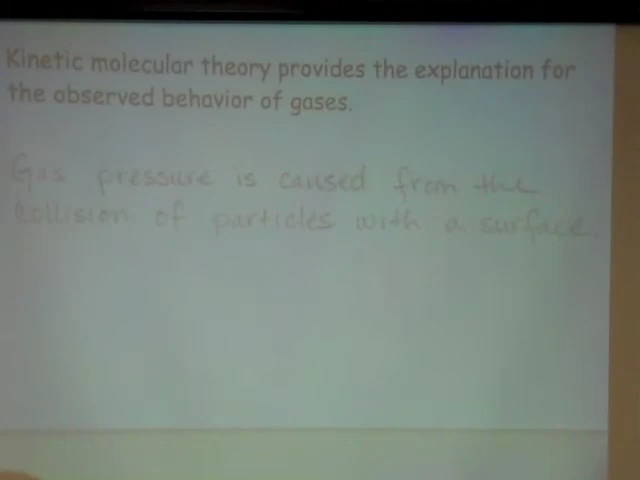 Kinetic molecular theory provides the explanation for
the observed behavior of gases.
Gas pressure is caused from the
collision of particles with a surface.